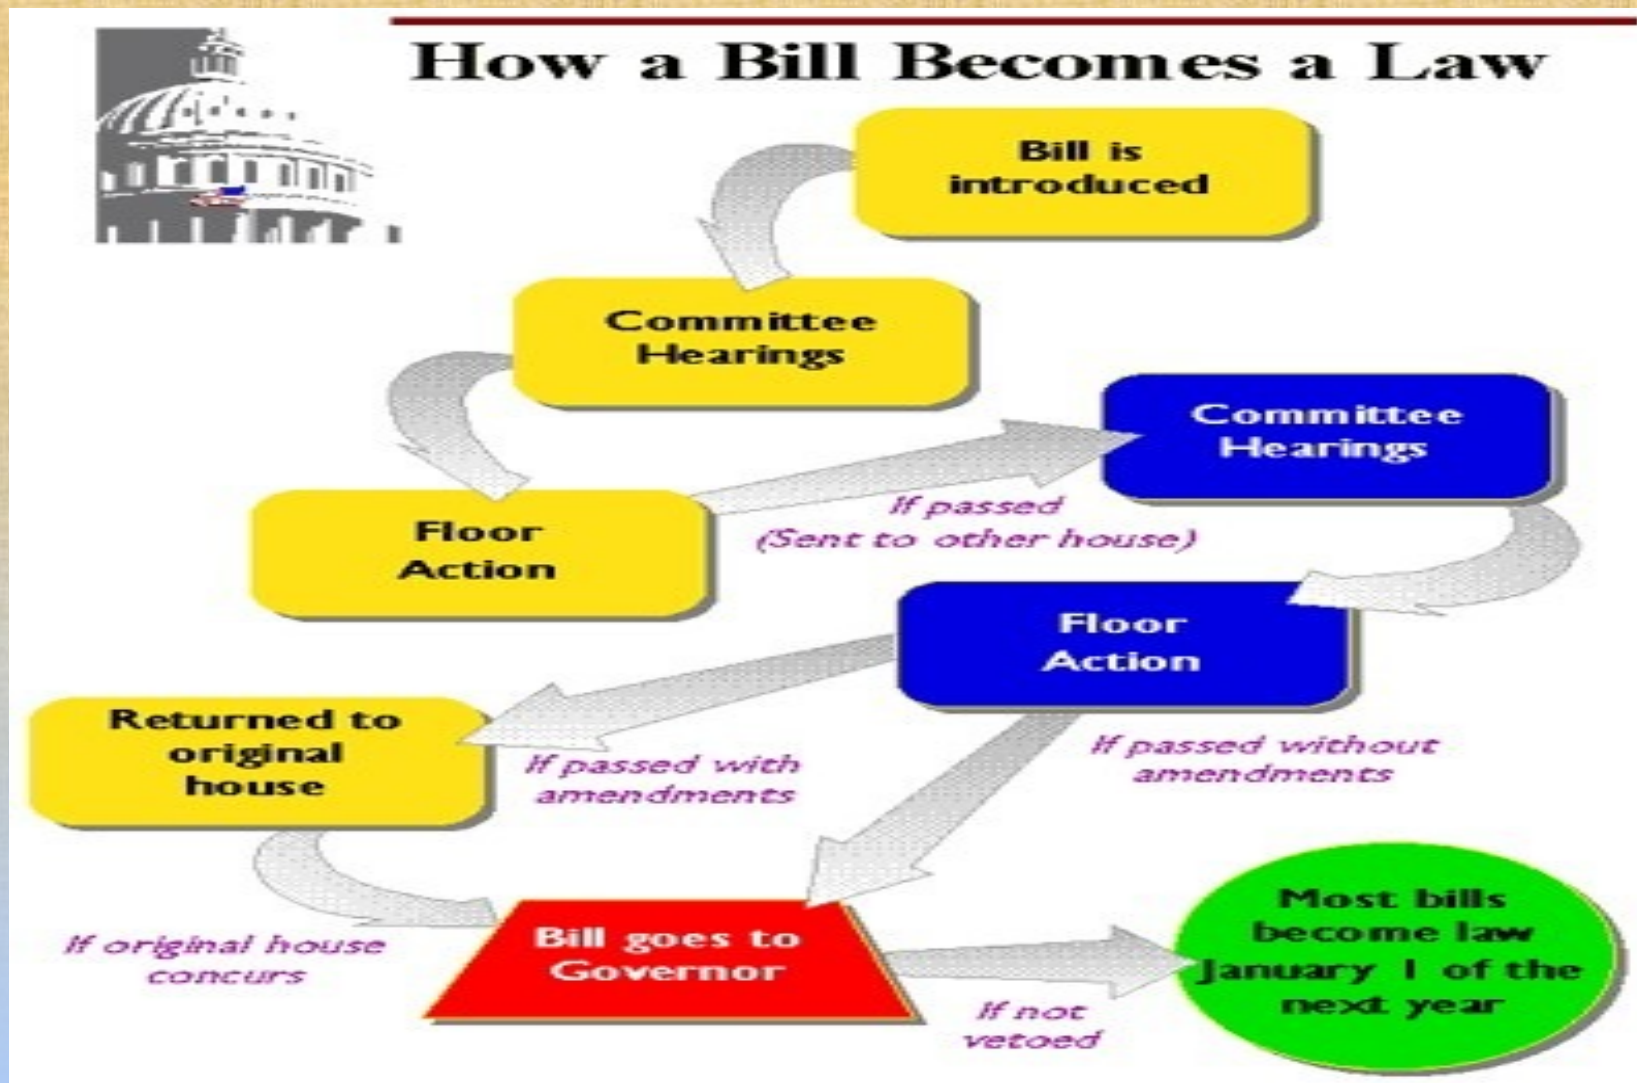 How a Bill Becomes a Law
Bill is
introduced
Committee
Hearings
Floor
Action
If passed
(Sent to other house)
Committee
Hearings
Floor
Action
If passed with
amendments
If passed without
amendments
Returned to
original
house
If original house
concurs
Bill goes to
Governor
If not
vetoed
Most bills
become law
January 1 of the
next year